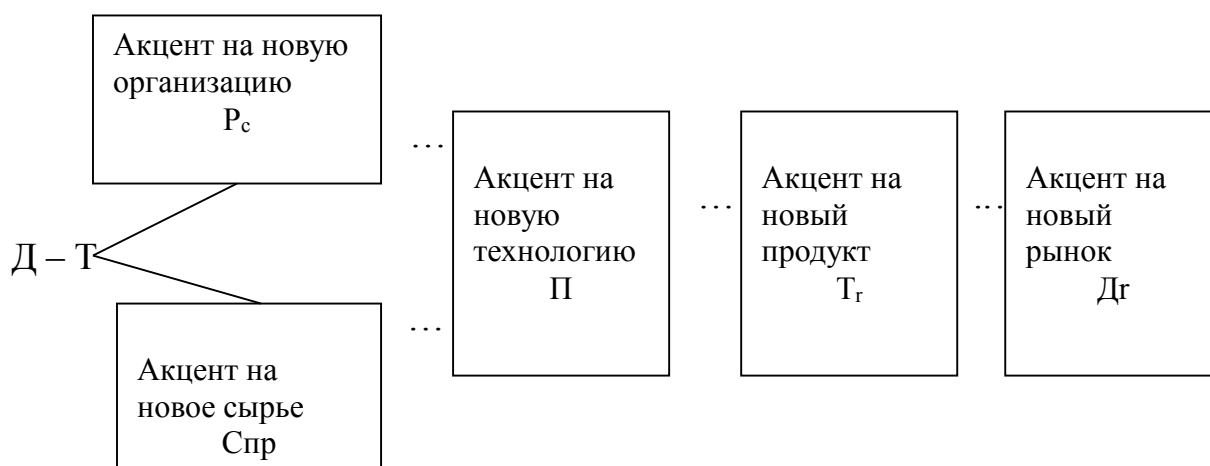 Акцент на новую
организацию
Рс
Д – Т
Акцент на
новое сырье
Спр
...
...
Акцент на
новую
технологию
П
...
Акцент на
новый
продукт
Тr
...
Акцент на
новый
рынок
Дr